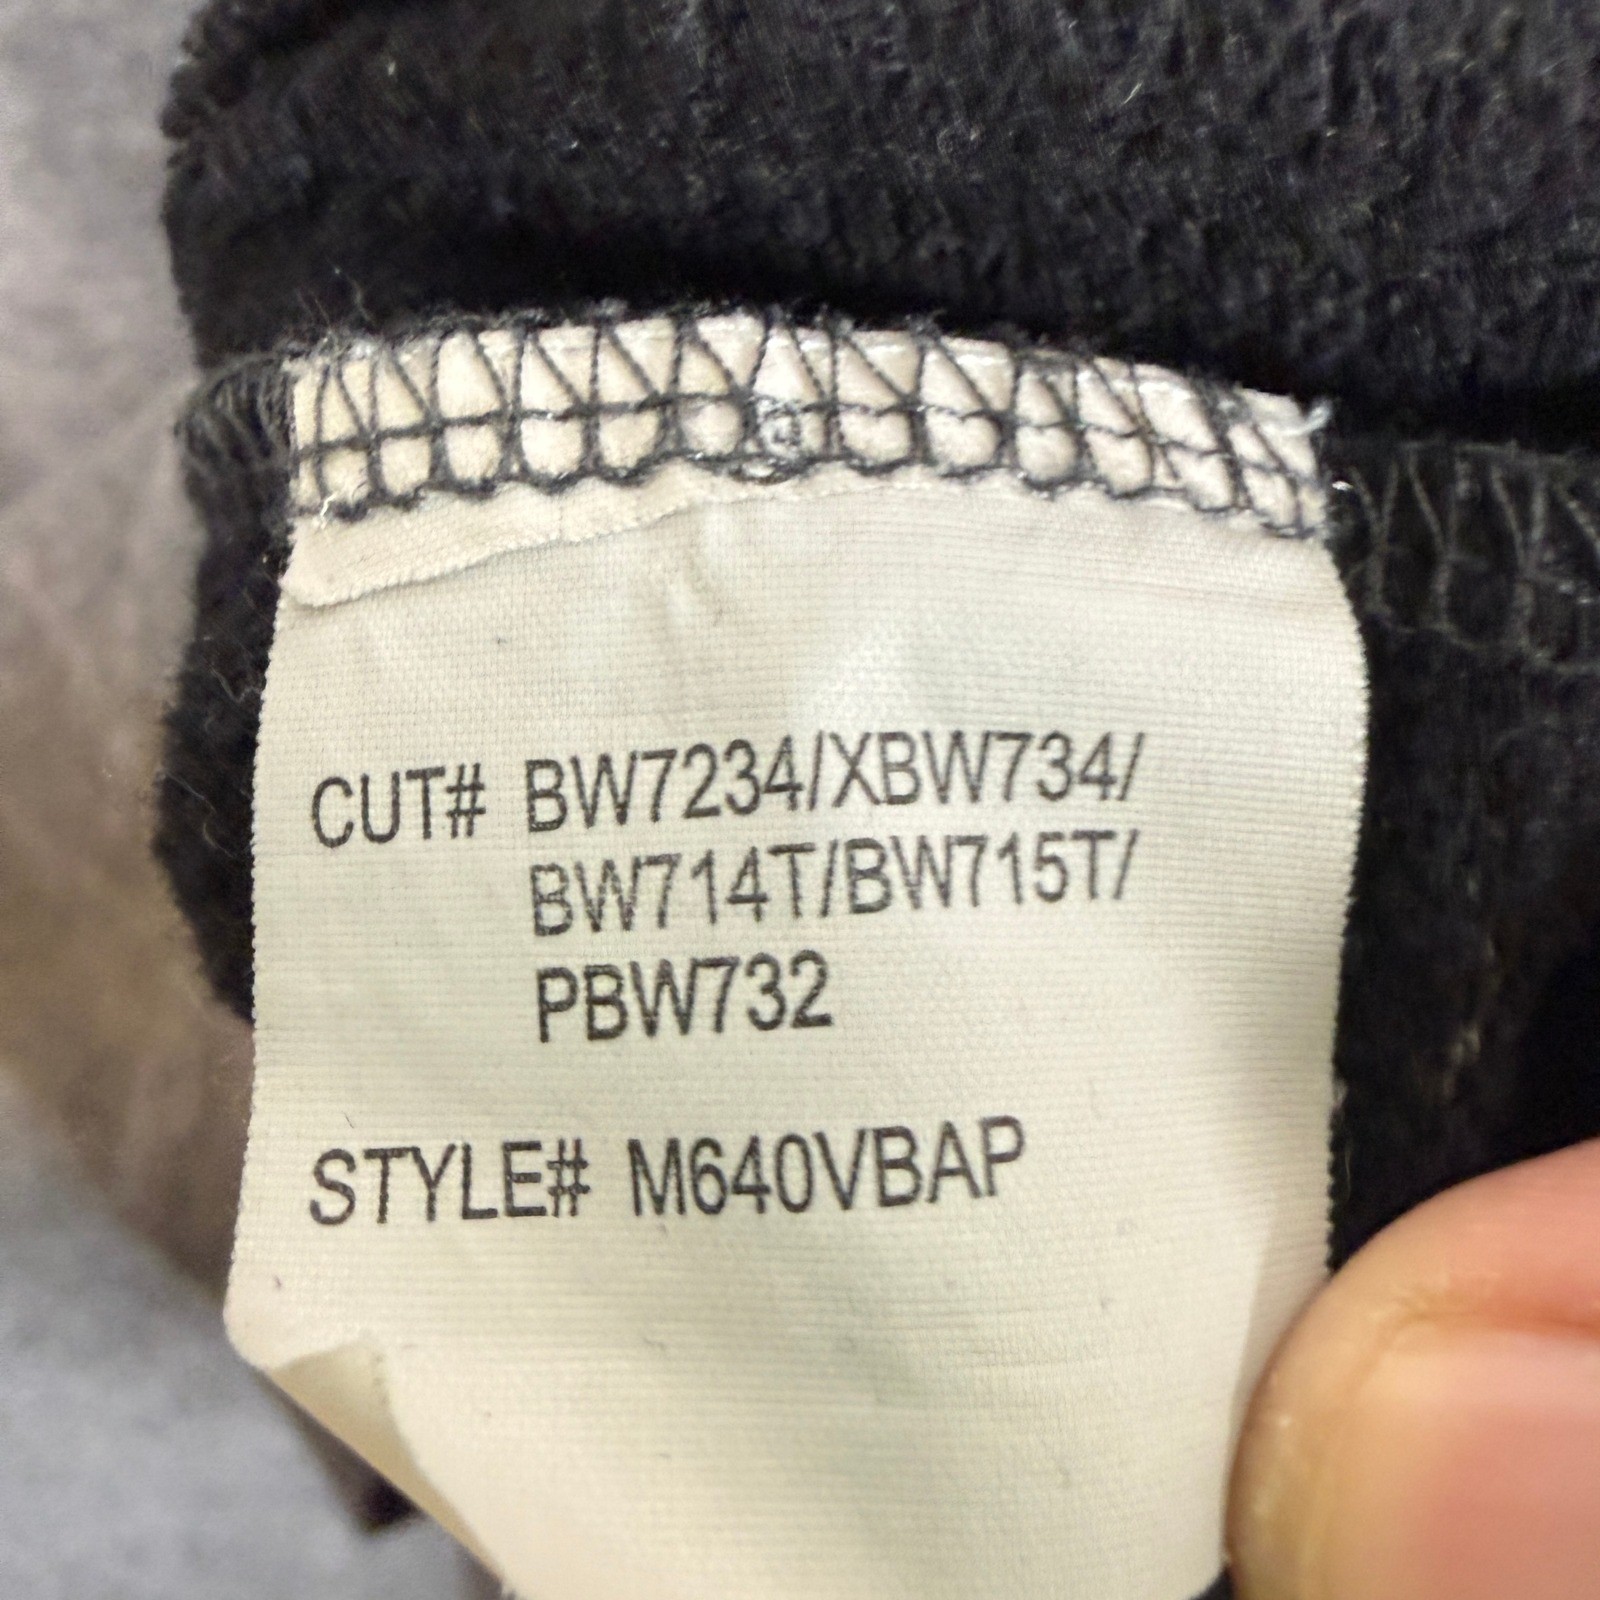 CUT# BW7234/XBW734/
BW714T/BW715T/
PBW732
STYLE# M640VBAP